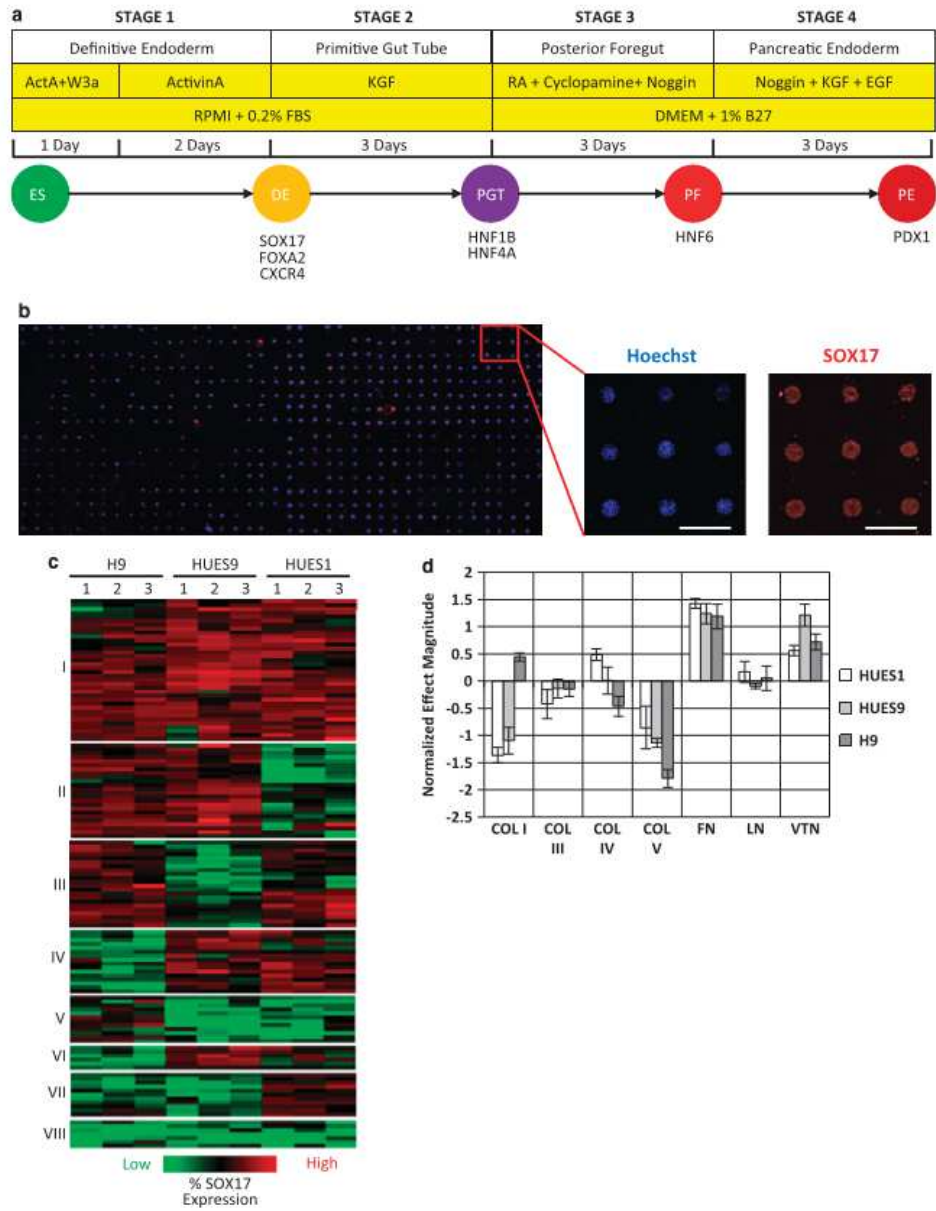 a
STAGE 1 STAGE 2 STAGE 3 STAGE 4
Definitive Endoderm Primitive Gut Tube Posterior Foregut Pancreatic Endoderm
ActA+W3a ActivinA KGF RA + Cyclopamine+ Noggin Noggin + KGF + EGF
RPMI + 0.2% FBS DMEM + 1% B27
1 Day 2 Days 3 Days 3 Days 3 Days
ES DE PGT PF PE
SOX17 HNF1B HNF6 PDX1
FOXA2 HNF4A
CXCR4
b
Hoechst SOX17
c
H9 HUES9 HUES1
1 2 3 1 2 3 1 2 3
I
II
III
IV
V
VI
VII
VIII
Low High
% SOX17
Expression
d
Normalized Effect Magnitude
2
1.5
1
0.5
0
-0.5
-1
-1.5
-2
-2.5
COL I COL III COL IV COL V FN LN VTN
HUES1
HUES9
H9